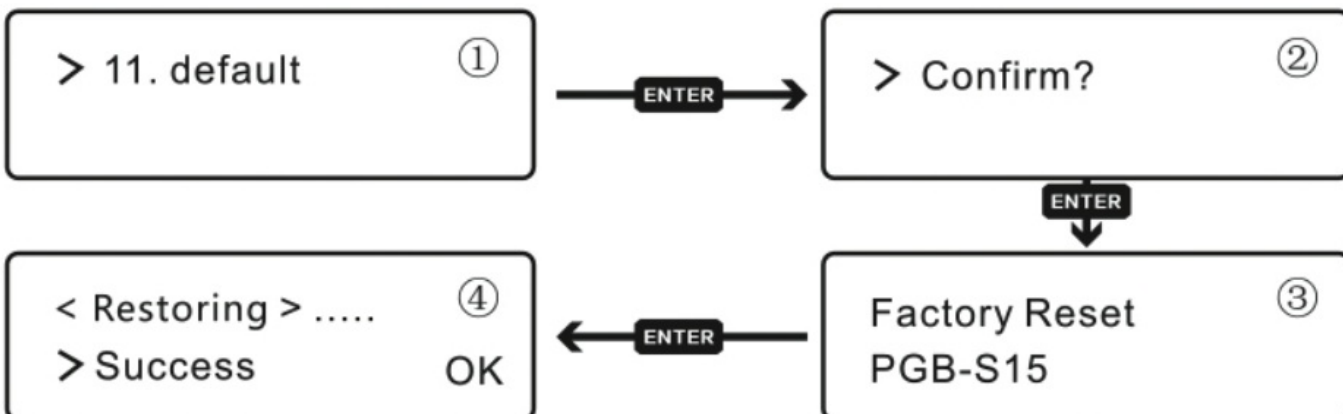 > 11. default ①
ENTER
> Confirm? ②
ENTER
Factory Reset ③
PGB-S15
ENTER
< Restoring > ..... ④
> Success OK